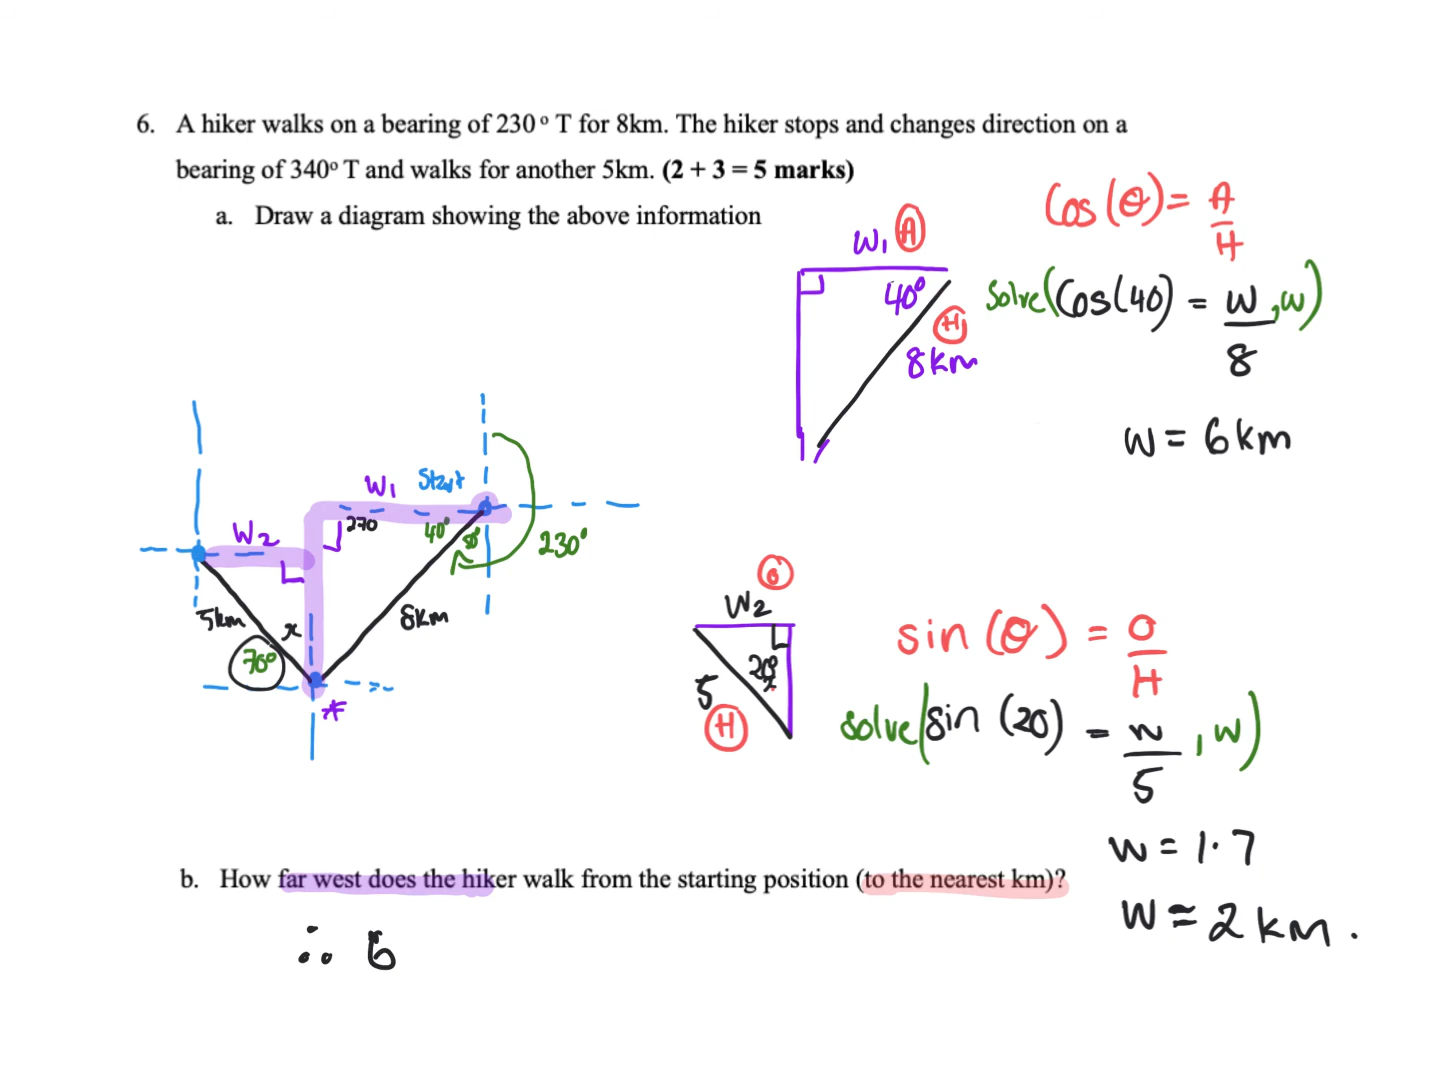 6. A hiker walks on a bearing of 230° T for 8km. The hiker stops and changes direction on a
bearing of 340° T and walks for another 5km. (2 + 3 = 5 marks)
a. Draw a diagram showing the above information
Cos(θ) = A/H
W₁ A
40°
H
8km
Solve(Cos(40) = W/8, W)
W = 6km
W₁ Start
W₂
270
40° 50°
230°
5km
x
8km
70°
*
W₂ O
20°
5
H
sin(θ) = O/H
solve(sin(20) = W/5, W)
W = 1.7
W ≈ 2km.
b. How far west does the hiker walk from the starting position (to the nearest km)?
∴ 6